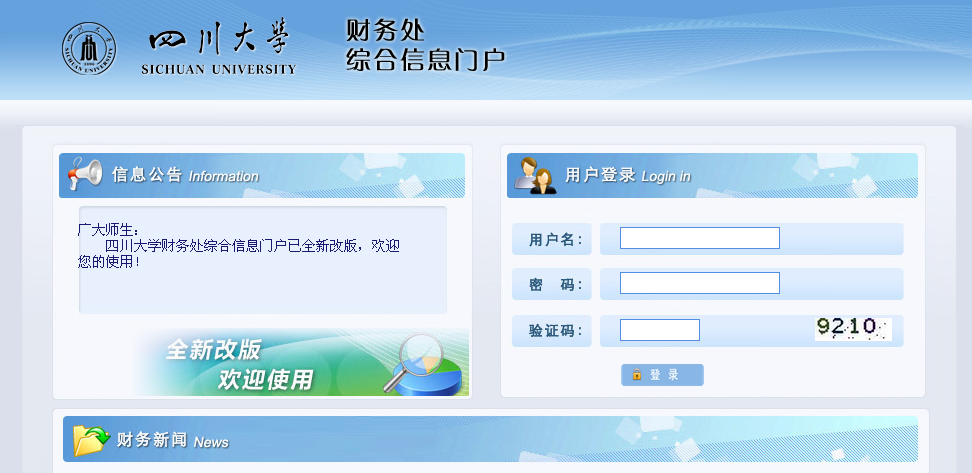 四川大学
SICHUAN UNIVERSITY
财务处
综合信息门户
信息公告 Information
广大师生：
四川大学财务处综合信息门户已全新改版，欢迎
您的使用！
全新改版
欢迎使用
用户登录 Login in
用户名：
密 码：
验证码：
9210
登 录
财务新闻 News